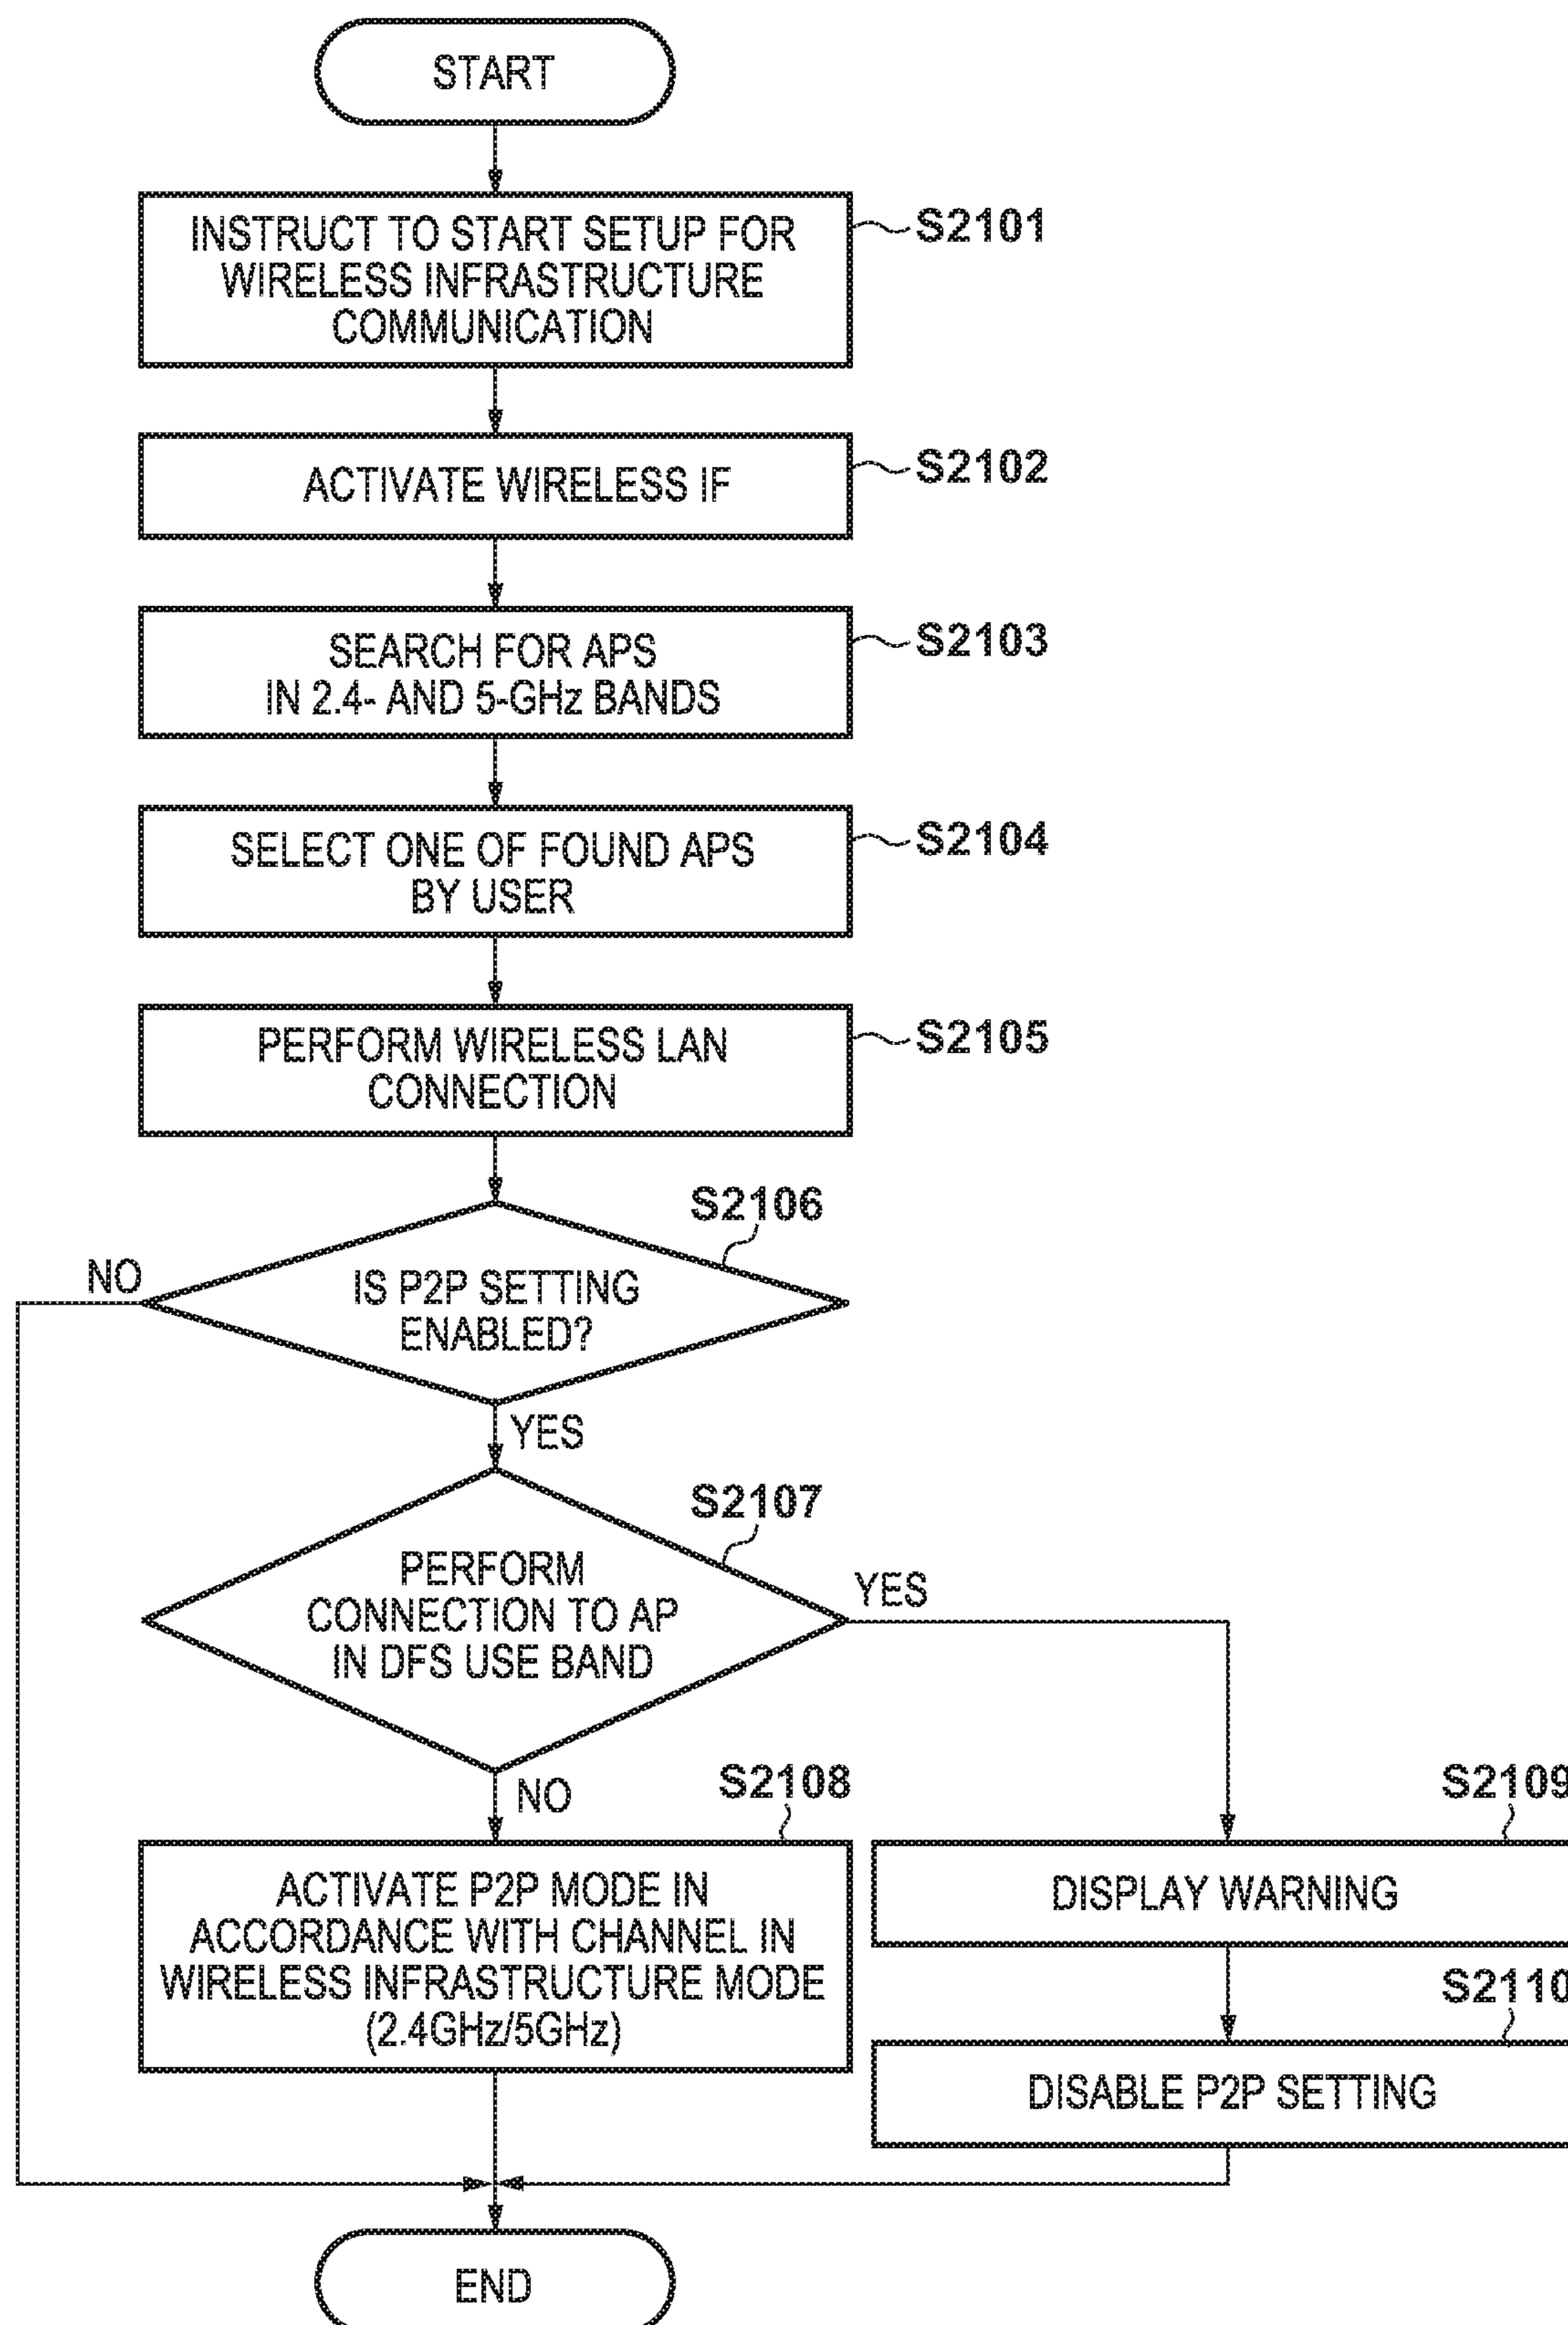 START
INSTRUCT TO START SETUP FOR
WIRELESS INFRASTRUCTURE
COMMUNICATION
S2101
ACTIVATE WIRELESS IF
S2102
SEARCH FOR APS
IN 2.4- AND 5-GHz BANDS
S2103
SELECT ONE OF FOUND APS
BY USER
S2104
PERFORM WIRELESS LAN
CONNECTION
S2105
S2106
NO
IS P2P SETTING
ENABLED?
YES
S2107
PERFORM
CONNECTION TO AP
IN DFS USE BAND
YES
NO
S2108
S2109
ACTIVATE P2P MODE IN
ACCORDANCE WITH CHANNEL IN
WIRELESS INFRASTRUCTURE MODE
(2.4GHz/5GHz)
DISPLAY WARNING
S2110
DISABLE P2P SETTING
END